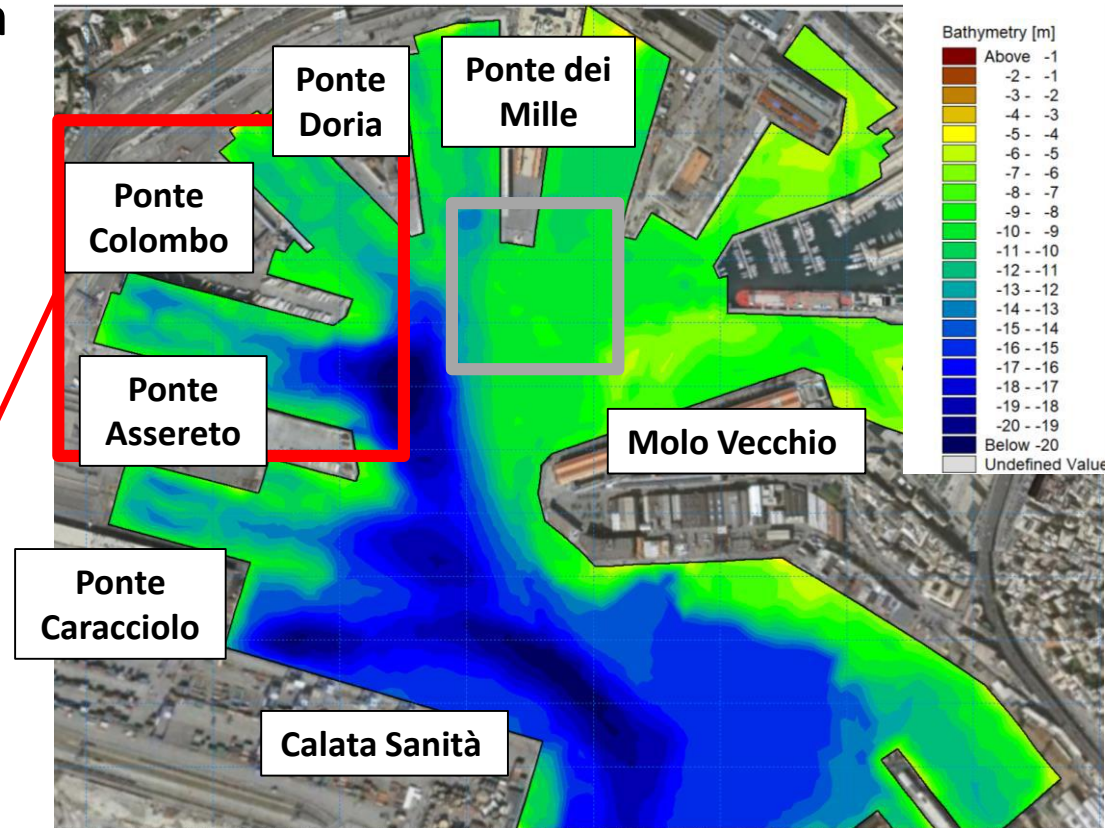 Ponte
Doria
Ponte dei
Mille
Ponte
Colombo
Ponte
Assereto
Molo Vecchio
Ponte
Caracciolo
Calata Sanità
Bathymetry [m]
Above -1
-2 - -1
-3 - -2
-4 - -3
-5 - -4
-6 - -5
-7 - -6
-8 - -7
-9 - -8
-10 - -9
-11 - -10
-12 - -11
-13 - -12
-14 - -13
-15 - -14
-16 - -15
-17 - -16
-18 - -17
-19 - -18
-20 - -19
Below -20
Undefined Value